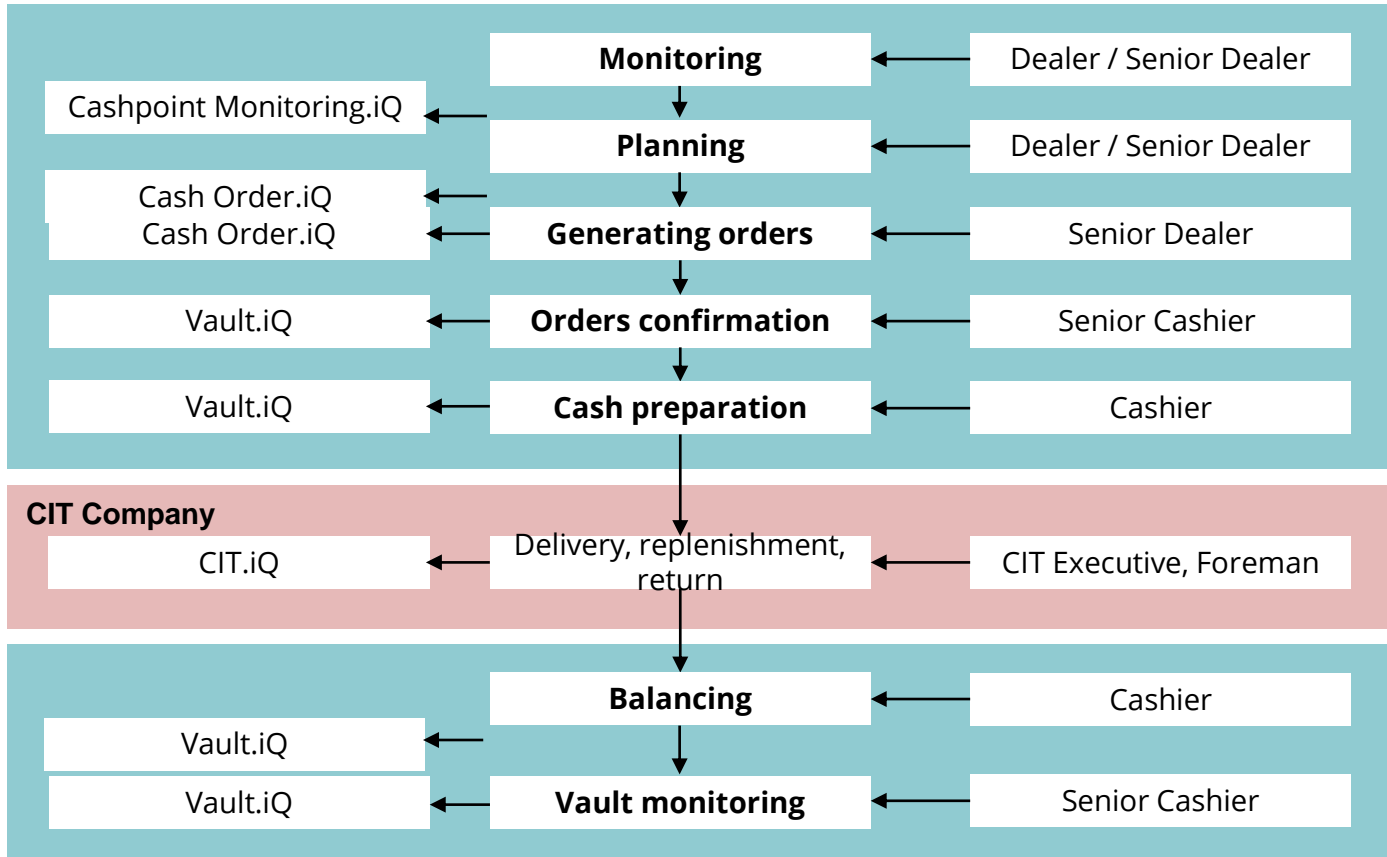 Monitoring
Dealer / Senior Dealer
Cashpoint Monitoring.iQ
Planning
Dealer / Senior Dealer
Cash Order.iQ
Cash Order.iQ
Generating orders
Senior Dealer
Vault.iQ
Orders confirmation
Senior Cashier
Vault.iQ
Cash preparation
Cashier
CIT Company
CIT.iQ
Delivery, replenishment,
return
CIT Executive, Foreman
Balancing
Cashier
Vault.iQ
Vault.iQ
Vault monitoring
Senior Cashier